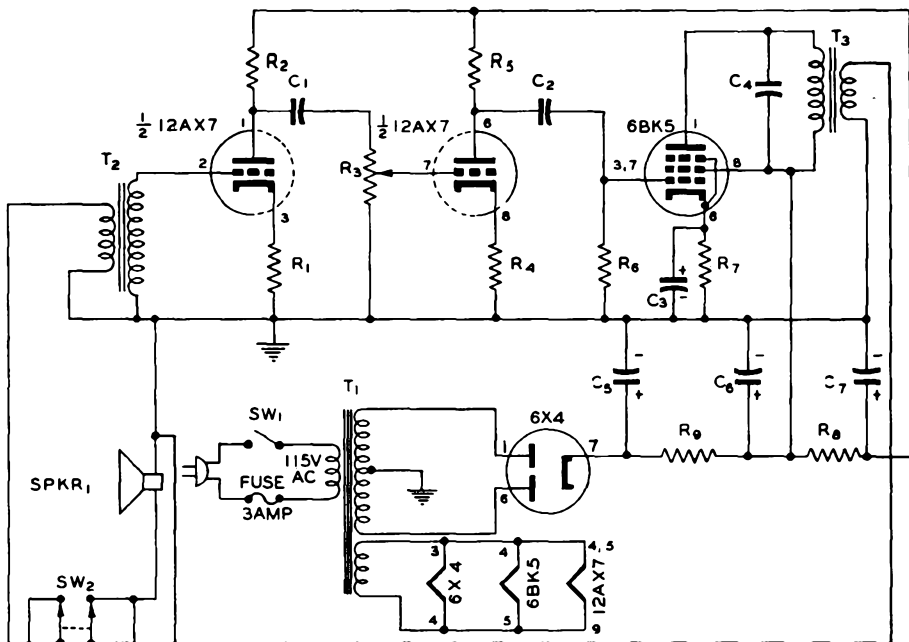 R2
C1
R5
C2
C4
T3
1/2 12AX7
1
1/2 12AX7
6
6BK5
1
T2
2
R3
7
3,7
8
3
8
6
R1
R4
R6
C3
+
-
R7
T1
C5
-
+
C6
-
+
C7
-
+
SW1
6X4
1
7
R9
R8
115V
AC
SPKR1
FUSE
3AMP
6
SW2
3
6X4
4
4
6BK5
5
4,5
12AX7
9